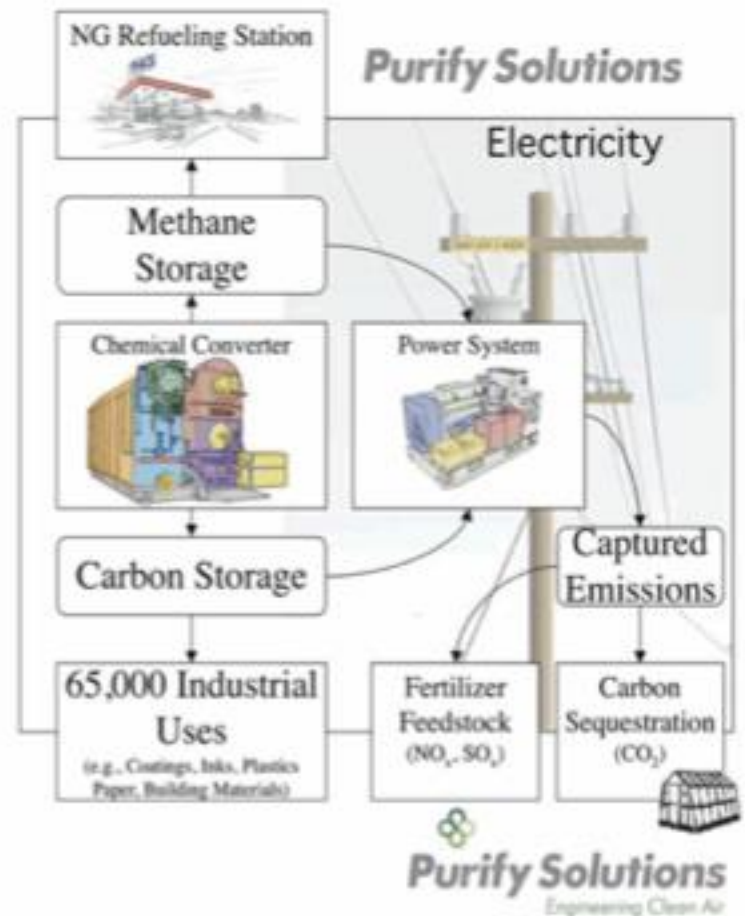 NG Refueling Station
Purify Solutions
Electricity
Methane
Storage
Chemical Converter
Power System
Carbon Storage
Captured
Emissions
65,000 Industrial
Uses
(e.g., Coatings, Inks, Plastics
Paper, Building Materials)
Fertilizer
Feedstock
(NOₓ, SOₓ)
Carbon
Sequestration
(CO₂)
Purify Solutions
Engineering Clean Air